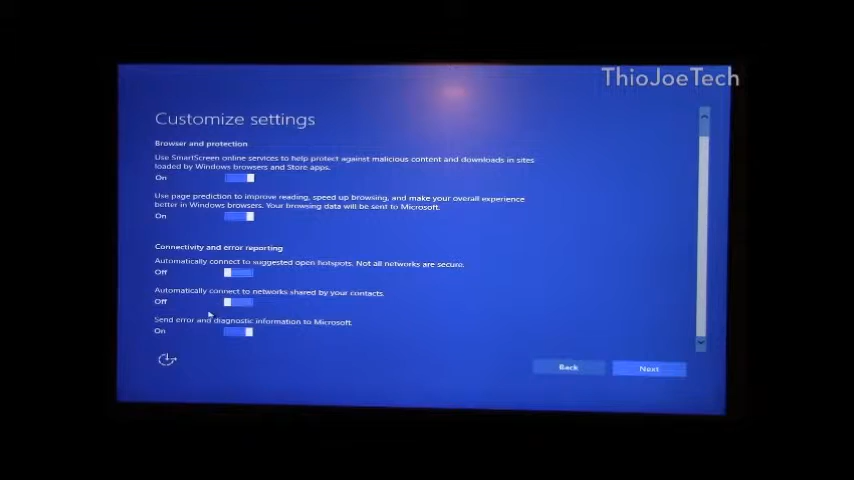 ThioJoeTech
Customize settings
Browser and protection
Use SmartScreen online services to help protect against malicious content and downloads in sites
loaded by Windows browsers and Store apps.
On
Use page prediction to improve reading, speed up browsing, and make your overall experience
better in Windows browsers. Your browsing data will be sent to Microsoft.
On
Connectivity and error reporting
Automatically connect to suggested open hotspots. Not all networks are secure.
Off
Automatically connect to networks shared by your contacts.
Off
Send error and diagnostic information to Microsoft.
On
Back
Next